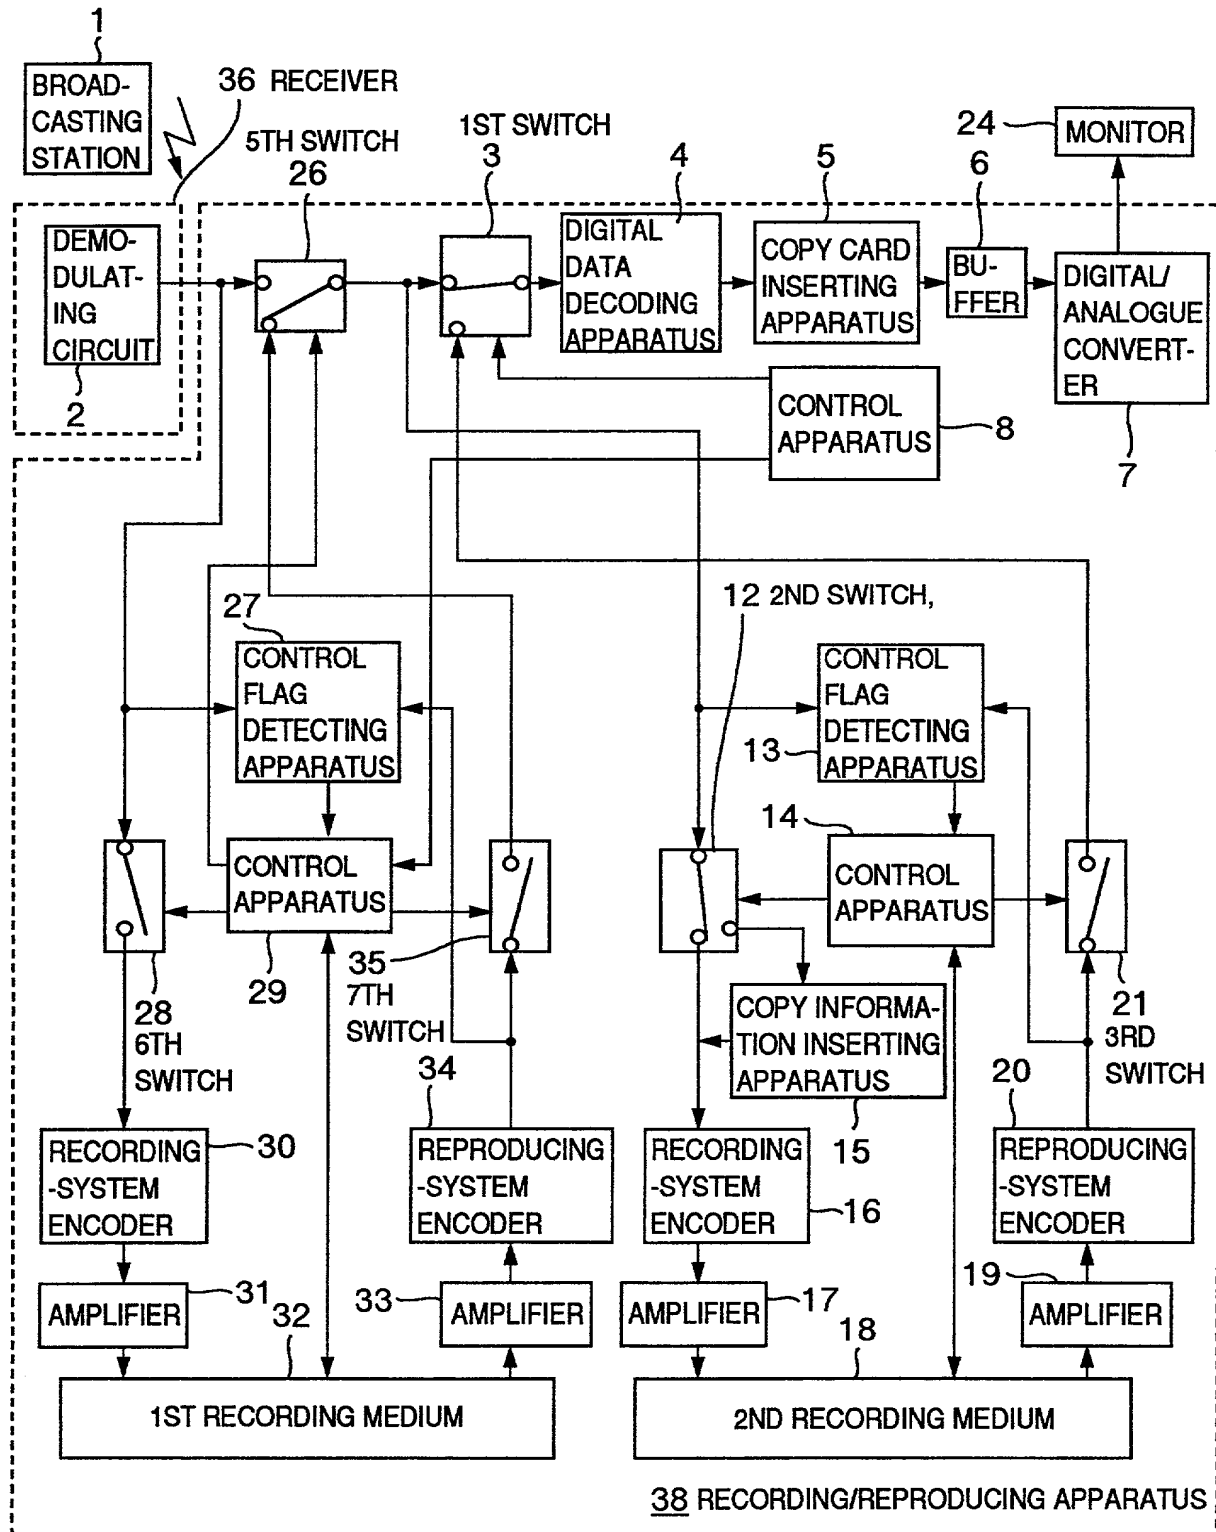 1
BROAD-
CASTING
STATION
36 RECEIVER
5TH SWITCH
26
1ST SWITCH
3
4
5
6
24
MONITOR
DEMO-
DULAT-
ING
CIRCUIT
2
DIGITAL
DATA
DECODING
APPARATUS
COPY CARD
INSERTING
APPARATUS
BU-
FFER
DIGITAL/
ANALOGUE
CONVERT-
ER
7
CONTROL
APPARATUS
8
27
CONTROL
FLAG
DETECTING
APPARATUS
12 2ND SWITCH,
CONTROL
FLAG
DETECTING
APPARATUS
13
CONTROL
APPARATUS
29
14
CONTROL
APPARATUS
28
6TH
SWITCH
35
7TH
SWITCH
COPY INFORMA-
TION INSERTING
APPARATUS
15
21
3RD
SWITCH
RECORDING
-SYSTEM
ENCODER
30
34
REPRODUCING
-SYSTEM
ENCODER
RECORDING
-SYSTEM
ENCODER
16
20
REPRODUCING
-SYSTEM
ENCODER
AMPLIFIER
31
33
AMPLIFIER
AMPLIFIER
17
19
AMPLIFIER
32
1ST RECORDING MEDIUM
18
2ND RECORDING MEDIUM
38 RECORDING/REPRODUCING APPARATUS